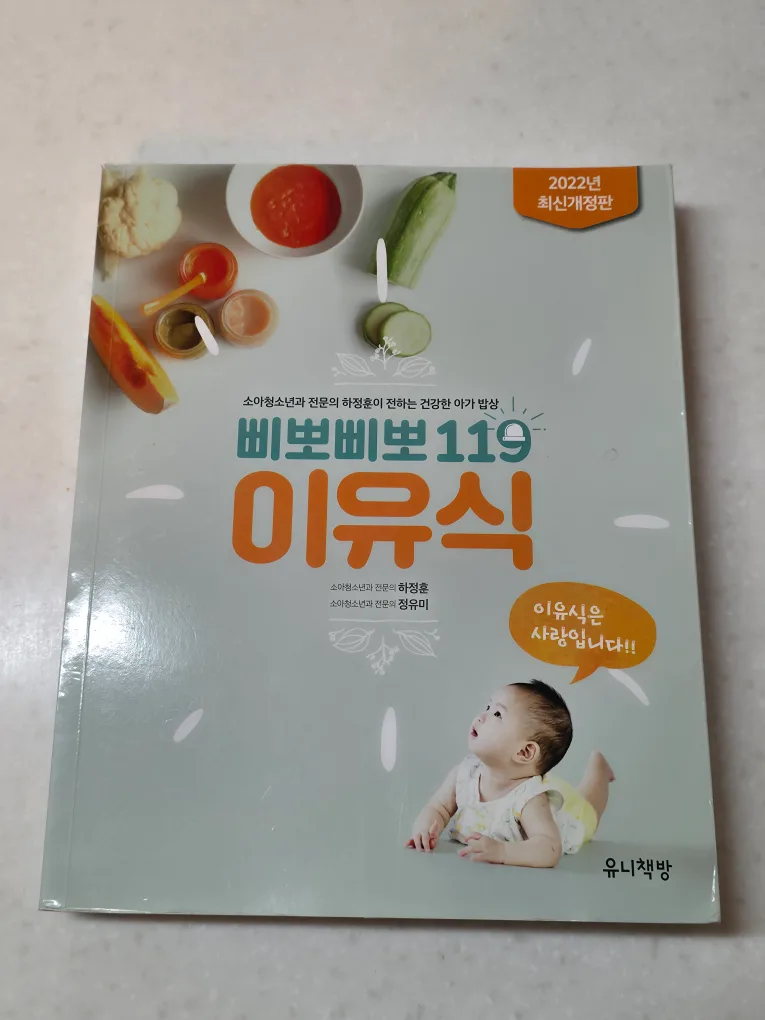 2022년
최신개정판
소아청소년과 전문의 하정훈이 전하는 건강한 아가 밥상
삐뽀삐뽀 119
이유식
소아청소년과 전문의 하정훈
소아청소년과 전문의 정유미
이유식은
사랑입니다!!
유니책방